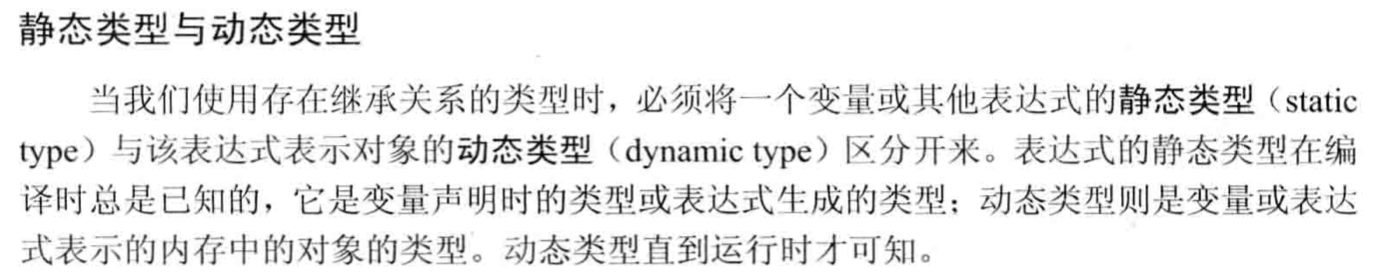 静态类型与动态类型
当我们使用存在继承关系的类型时，必须将一个变量或其他表达式的静态类型（static
type）与该表达式表示对象的动态类型（dynamic type）区分开来。表达式的静态类型在编
译时总是已知的，它是变量声明时的类型或表达式生成的类型；动态类型则是变量或表达
式表示的内存中的对象的类型。动态类型直到运行时才可知。